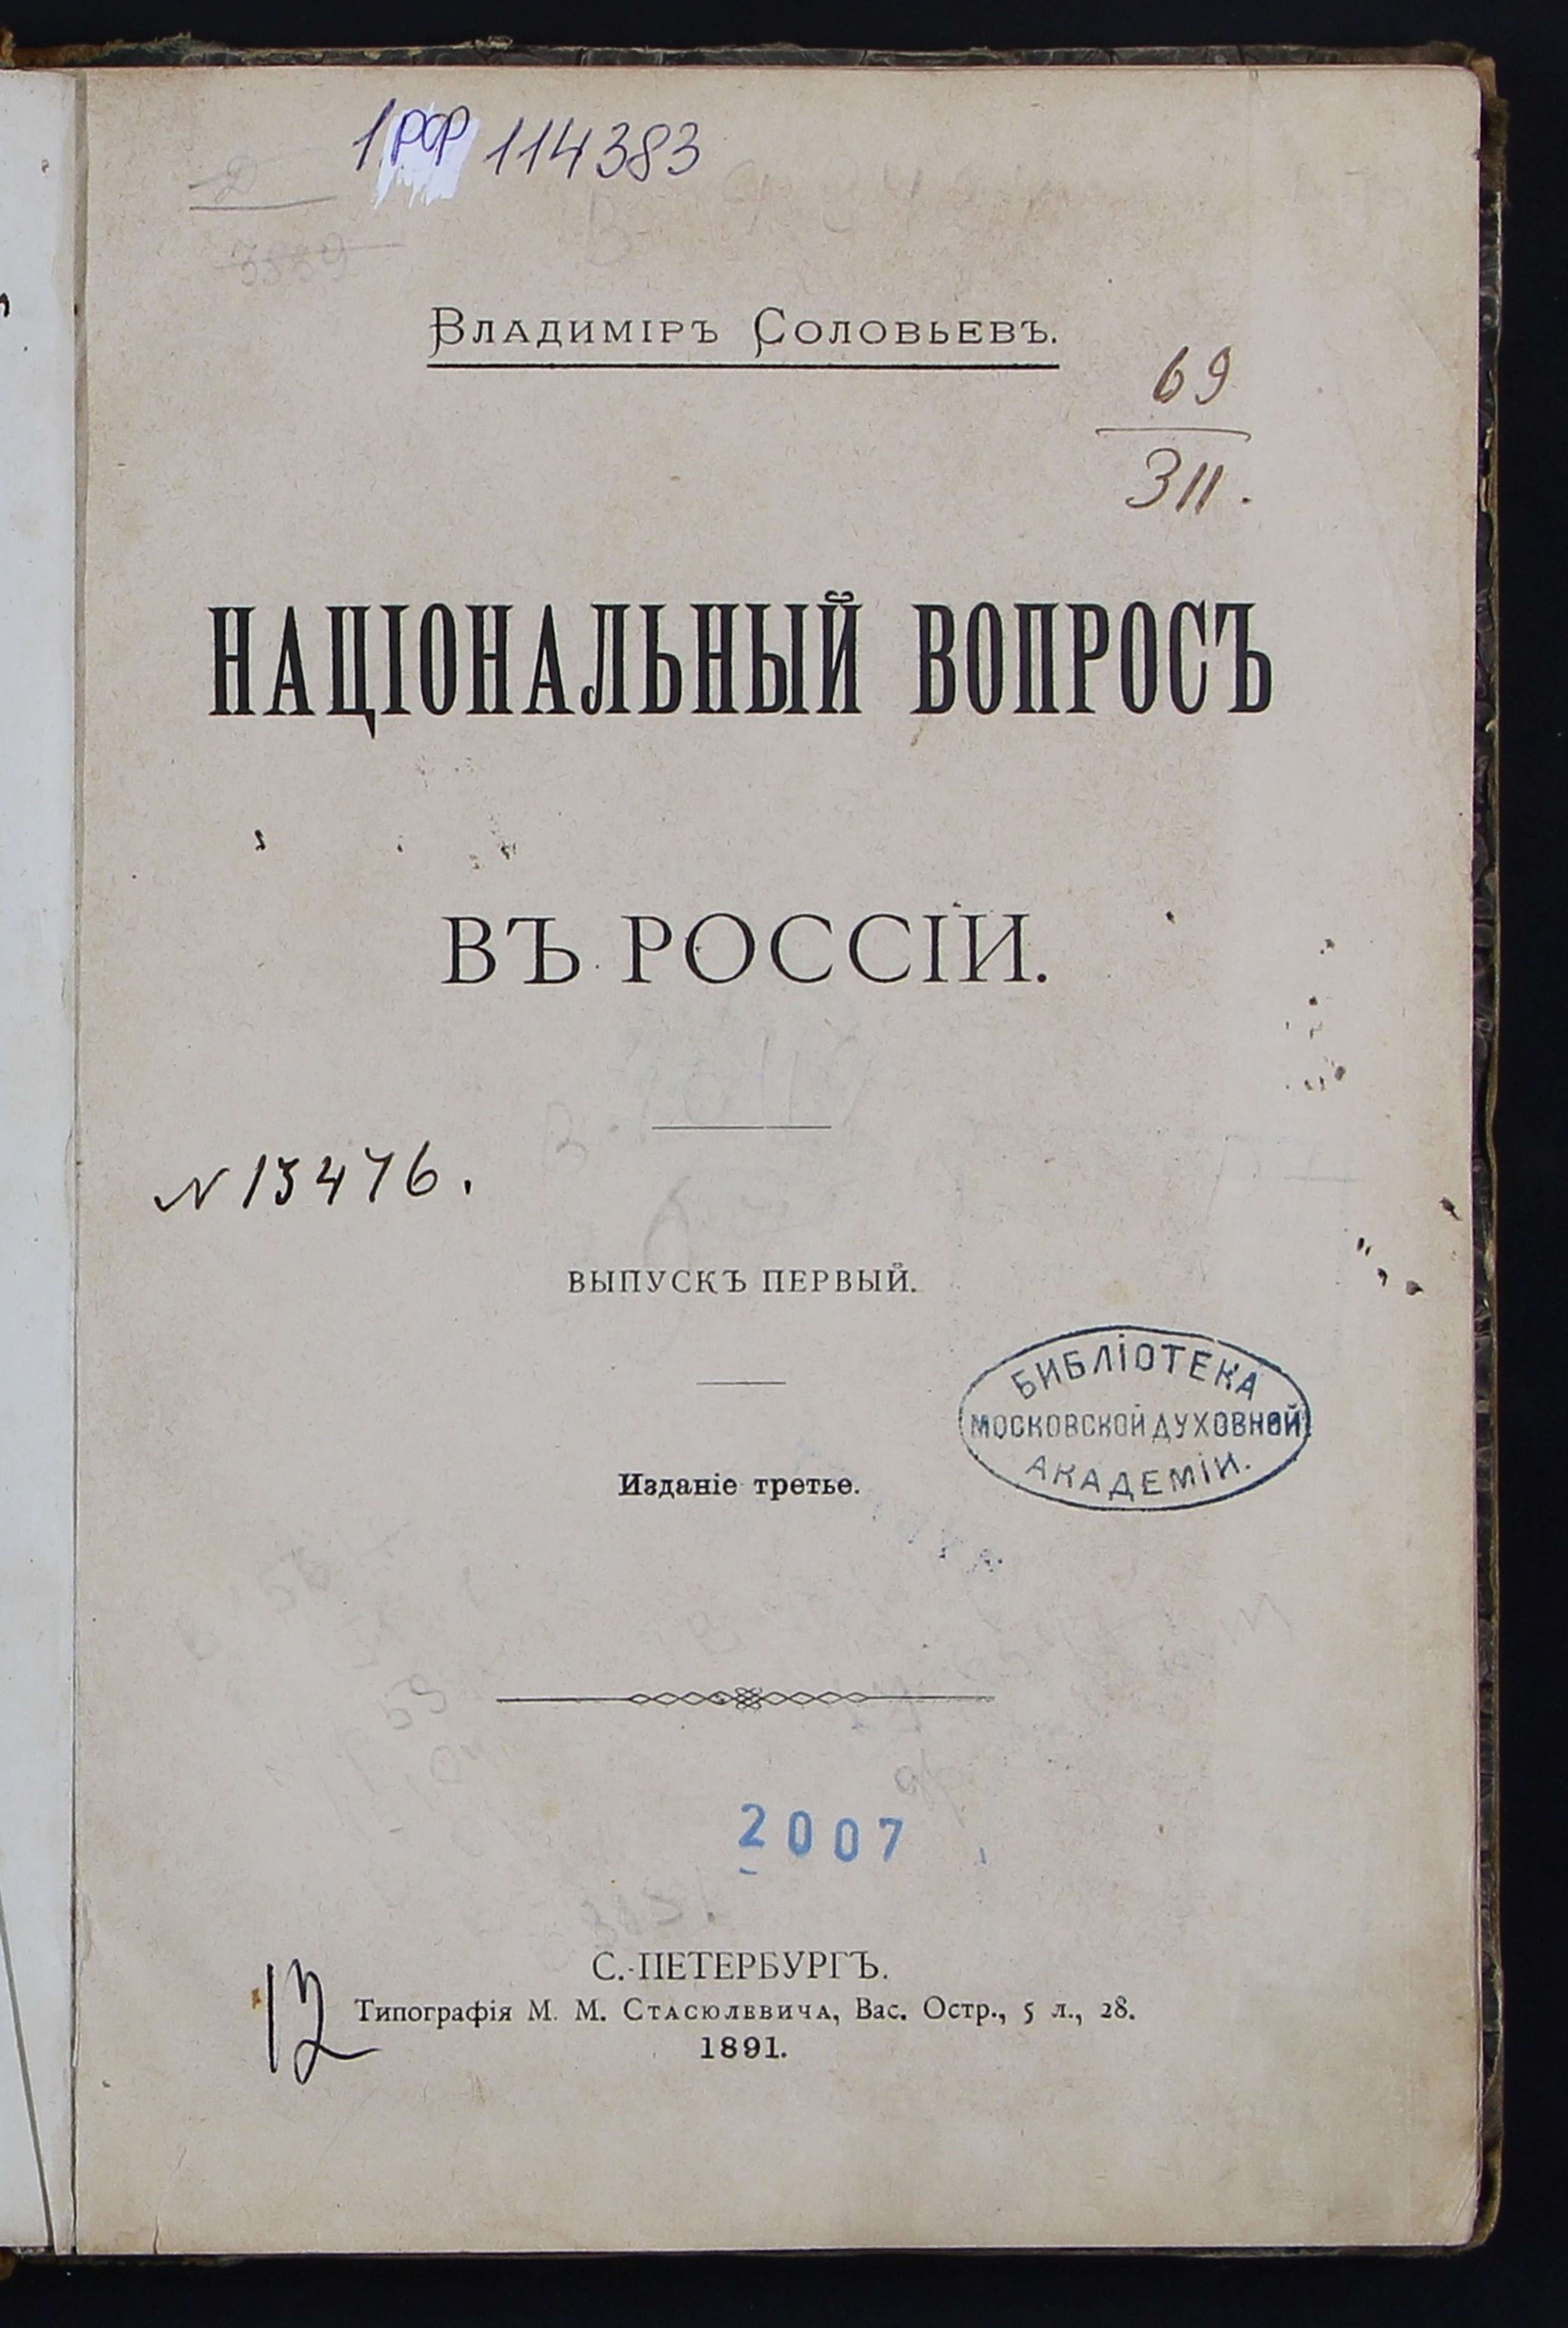 1 РФ 114383
3339
Владиміръ Соловьевъ.
69
311.
НАЦІОНАЛЬНЫЙ ВОПРОСЪ
ВЪ РОССІИ.
N 13476.
ВЫПУСКЪ ПЕРВЫЙ.
БИБЛІОТЕКА
МОСКОВСКОЙ ДУХОВНОЙ
АКАДЕМІИ.
Изданіе третье.
2007
С.-ПЕТЕРБУРГЪ.
12
Типографія М. М. Стасюлевича, Вас. Остр., 5 л., 28.
1891.